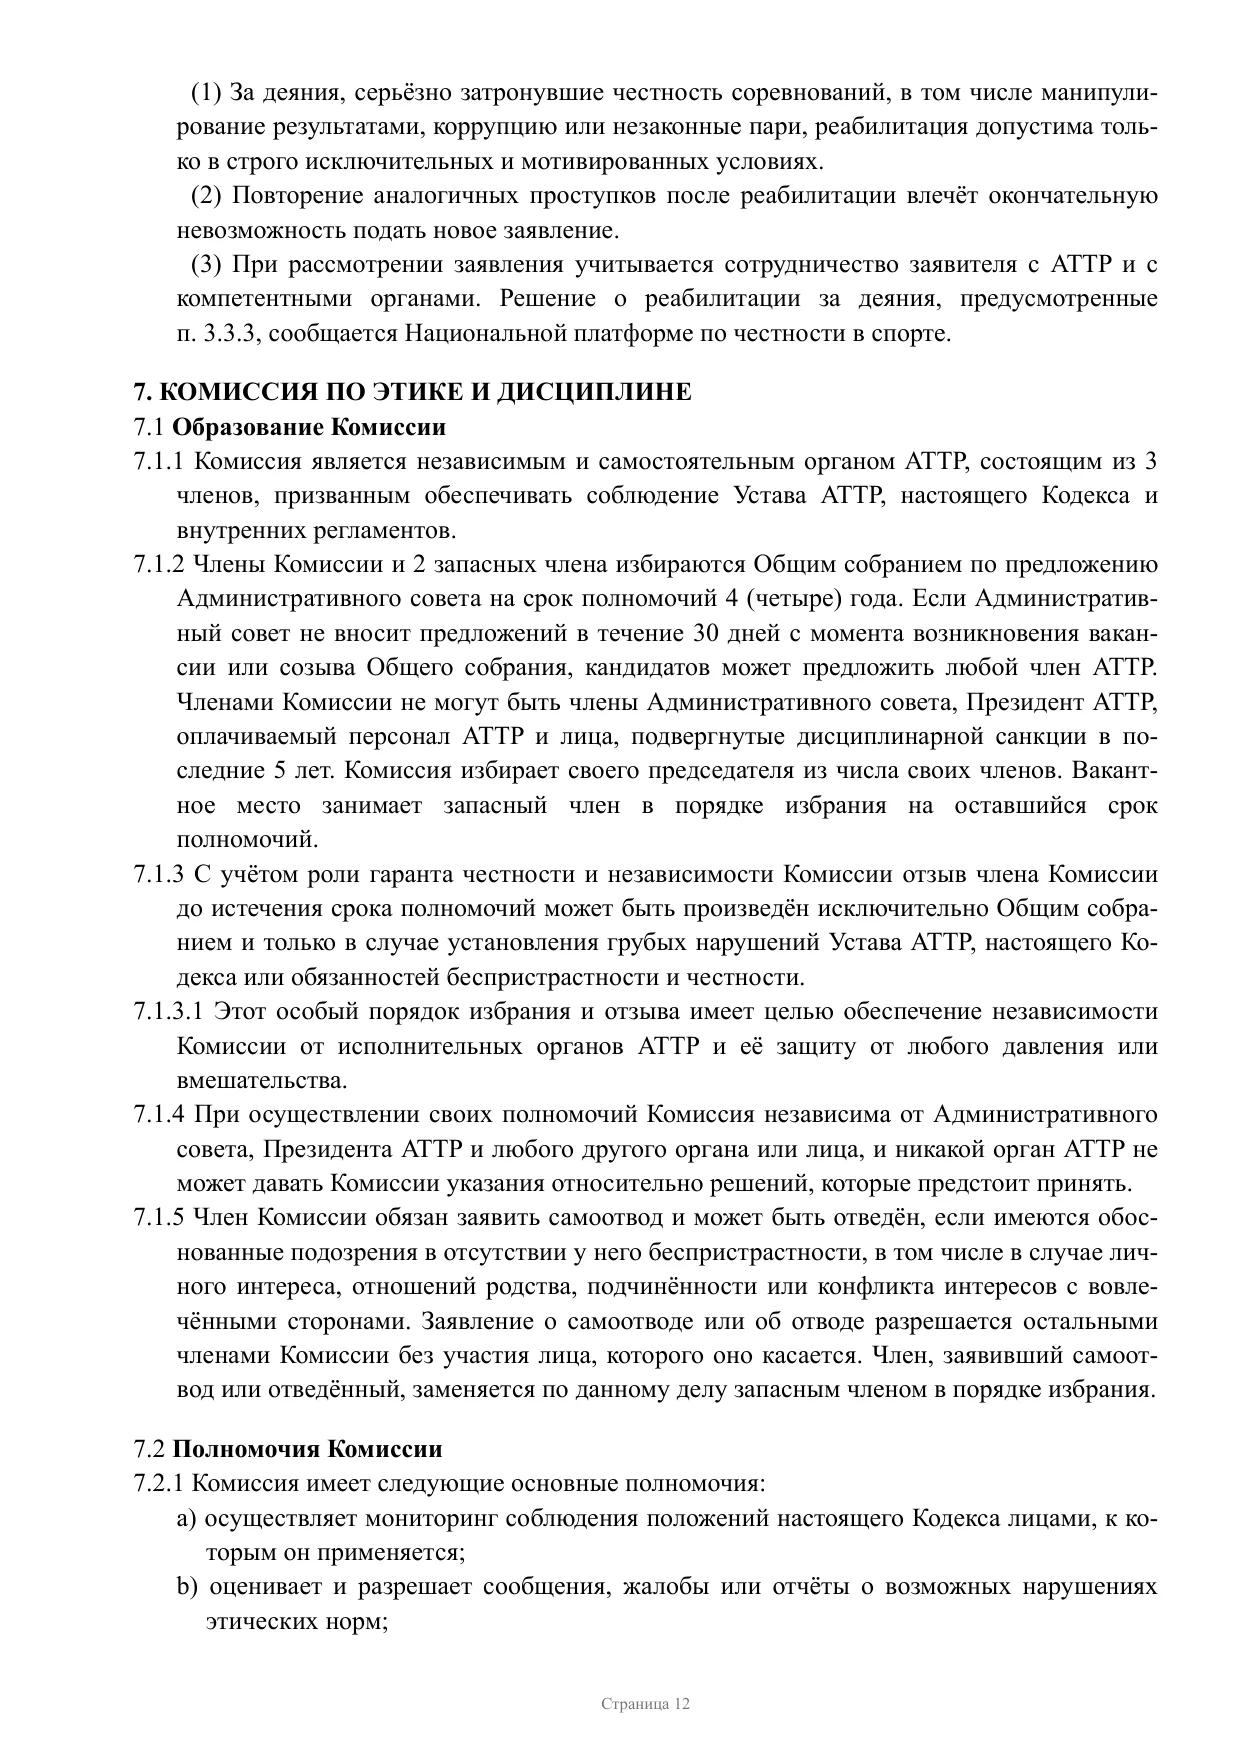 (1) За деяния, серьёзно затронувшие честность соревнований, в том числе манипули-
рование результатами, коррупцию или незаконные пари, реабилитация допустима толь-
ко в строго исключительных и мотивированных условиях.
(2) Повторение аналогичных проступков после реабилитации влечёт окончательную
невозможность подать новое заявление.
(3) При рассмотрении заявления учитывается сотрудничество заявителя с АТТР и с
компетентными органами. Решение о реабилитации за деяния, предусмотренные
п. 3.3.3, сообщается Национальной платформе по честности в спорте.
7. КОМИССИЯ ПО ЭТИКЕ И ДИСЦИПЛИНЕ
7.1 Образование Комиссии
7.1.1 Комиссия является независимым и самостоятельным органом АТТР, состоящим из 3
членов, призванным обеспечивать соблюдение Устава АТТР, настоящего Кодекса и
внутренних регламентов.
7.1.2 Члены Комиссии и 2 запасных члена избираются Общим собранием по предложению
Административного совета на срок полномочий 4 (четыре) года. Если Административ-
ный совет не вносит предложений в течение 30 дней с момента возникновения вакан-
сии или созыва Общего собрания, кандидатов может предложить любой член АТТР.
Членами Комиссии не могут быть члены Административного совета, Президент АТТР,
оплачиваемый персонал АТТР и лица, подвергнутые дисциплинарной санкции в по-
следние 5 лет. Комиссия избирает своего председателя из числа своих членов. Вакант-
ное место занимает запасный член в порядке избрания на оставшийся срок
полномочий.
7.1.3 С учётом роли гаранта честности и независимости Комиссии отзыв члена Комиссии
до истечения срока полномочий может быть произведён исключительно Общим собра-
нием и только в случае установления грубых нарушений Устава АТТР, настоящего Ко-
декса или обязанностей беспристрастности и честности.
7.1.3.1 Этот особый порядок избрания и отзыва имеет целью обеспечение независимости
Комиссии от исполнительных органов АТТР и её защиту от любого давления или
вмешательства.
7.1.4 При осуществлении своих полномочий Комиссия независима от Административного
совета, Президента АТТР и любого другого органа или лица, и никакой орган АТТР не
может давать Комиссии указания относительно решений, которые предстоит принять.
7.1.5 Член Комиссии обязан заявить самоотвод и может быть отведён, если имеются обос-
нованные подозрения в отсутствии у него беспристрастности, в том числе в случае лич-
ного интереса, отношений родства, подчинённости или конфликта интересов с вовле-
чёнными сторонами. Заявление о самоотводе или об отводе разрешается остальными
членами Комиссии без участия лица, которого оно касается. Член, заявивший самоот-
вод или отведённый, заменяется по данному делу запасным членом в порядке избрания.
7.2 Полномочия Комиссии
7.2.1 Комиссия имеет следующие основные полномочия:
a) осуществляет мониторинг соблюдения положений настоящего Кодекса лицами, к ко-
торым он применяется;
b) оценивает и разрешает сообщения, жалобы или отчёты о возможных нарушениях
этических норм;
Страница 12